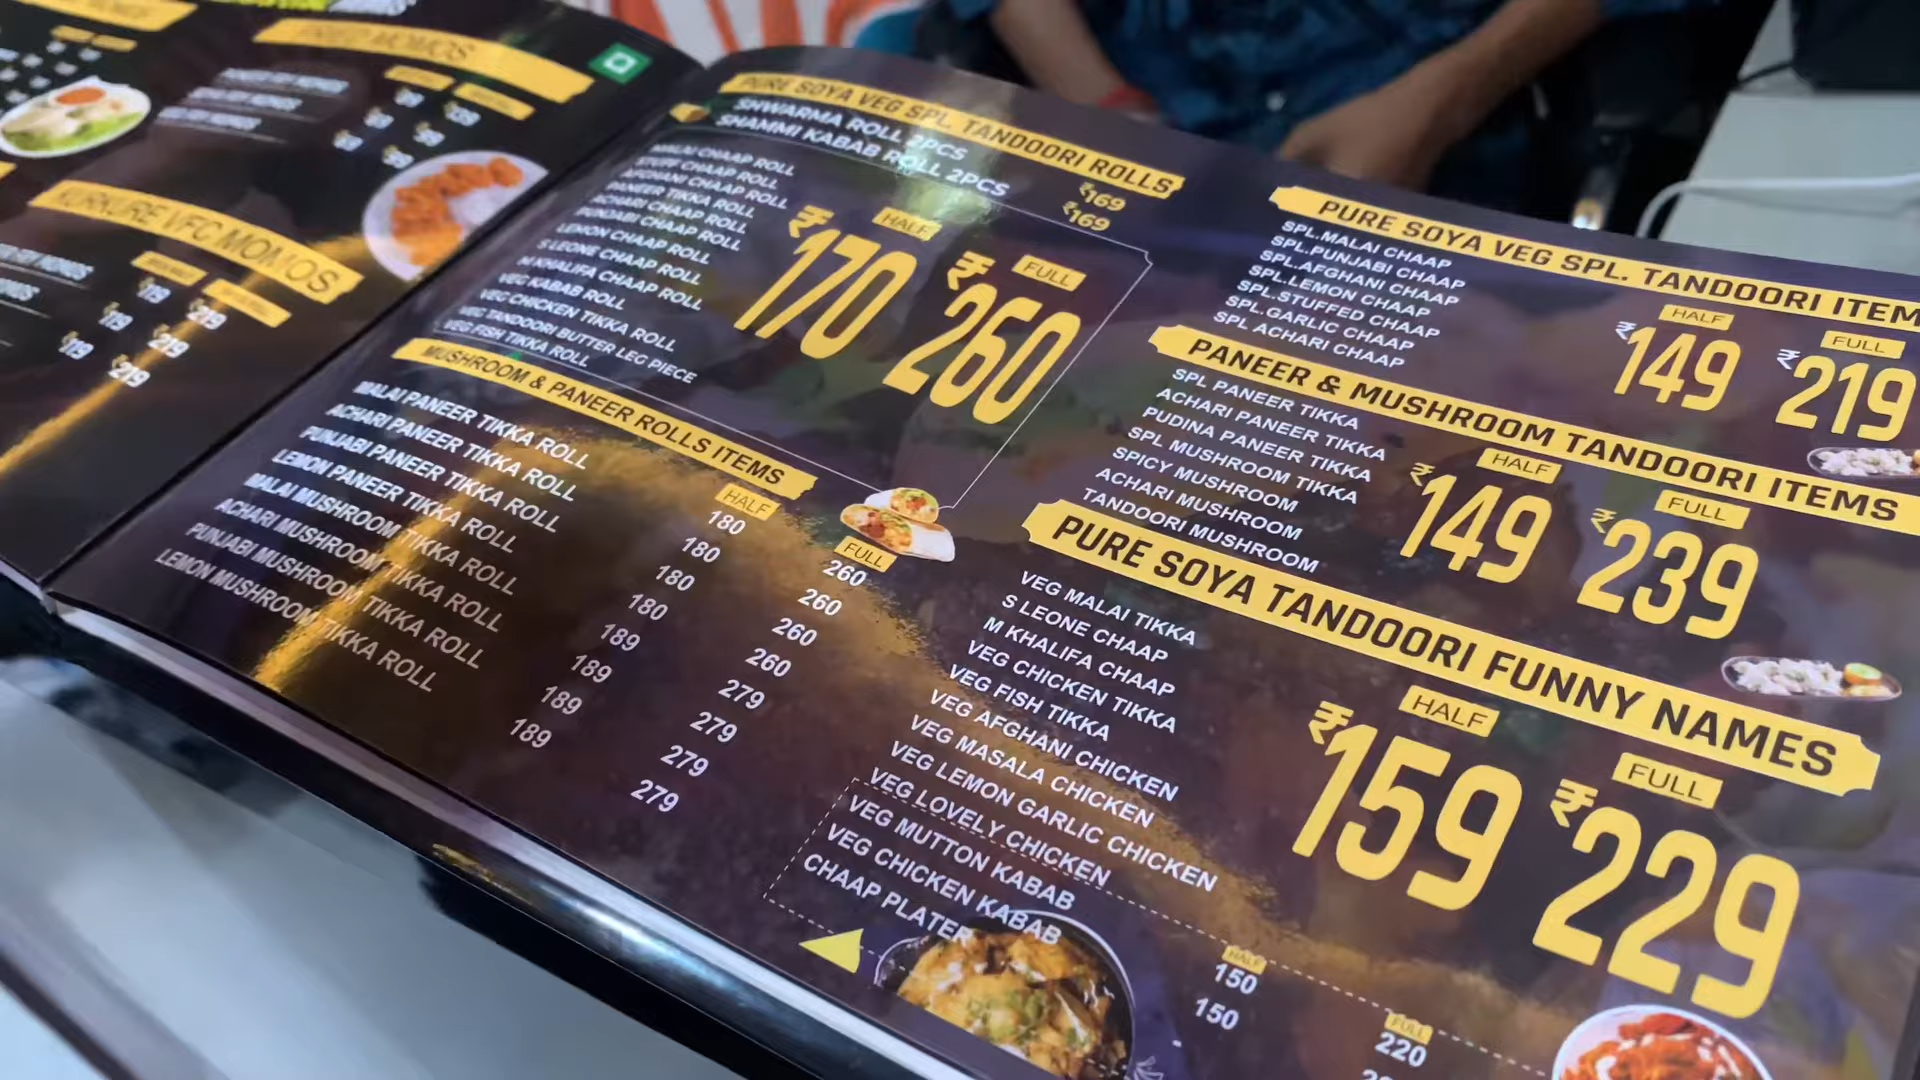 FRIED MOMOS
KURKURE VFC MOMOS
₹119
₹219
₹119
₹219
₹119
₹219
PURE SOYA VEG SPL. TANDOORI ROLLS
SHWARMA ROLL 2PCS
₹169
SHAMMI KABAB ROLL 2PCS
₹169
MALAI CHAAP ROLL
STUFF CHAAP ROLL
AFGHANI CHAAP ROLL
PANEER TIKKA ROLL
ACHARI CHAAP ROLL
PUNJABI CHAAP ROLL
LEMON CHAAP ROLL
S LEONE CHAAP ROLL
M KHALIFA CHAAP ROLL
VEG KABAB ROLL
VEG CHICKEN TIKKA ROLL
VEG TANDOORI BUTTER LEG PIECE
VEG FISH TIKKA ROLL
HALF
₹170
FULL
₹260
MUSHROOM & PANEER ROLLS ITEMS
HALF
FULL
MALAI PANEER TIKKA ROLL 180 260
ACHARI PANEER TIKKA ROLL 180 260
PUNJABI PANEER TIKKA ROLL 180 260
LEMON PANEER TIKKA ROLL 180 260
MALAI MUSHROOM TIKKA ROLL 189 279
ACHARI MUSHROOM TIKKA ROLL 189 279
PUNJABI MUSHROOM TIKKA ROLL 189 279
LEMON MUSHROOM TIKKA ROLL 189 279
PURE SOYA VEG SPL. TANDOORI ITEM
SPL.MALAI CHAAP
SPL.PUNJABI CHAAP
SPL.AFGHANI CHAAP
SPL.LEMON CHAAP
SPL.STUFFED CHAAP
SPL.GARLIC CHAAP
SPL ACHARI CHAAP
HALF
₹149
FULL
₹219
PANEER & MUSHROOM TANDOORI ITEMS
SPL PANEER TIKKA
ACHARI PANEER TIKKA
PUDINA PANEER TIKKA
SPL MUSHROOM TIKKA
SPICY MUSHROOM
ACHARI MUSHROOM
TANDOORI MUSHROOM
HALF
₹149
FULL
₹239
PURE SOYA TANDOORI FUNNY NAMES
VEG MALAI TIKKA
S LEONE CHAAP
M KHALIFA CHAAP
VEG CHICKEN TIKKA
VEG FISH TIKKA
VEG AFGHANI CHICKEN
VEG MASALA CHICKEN
VEG LEMON GARLIC CHICKEN
VEG LOVELY CHICKEN
HALF
₹159
FULL
₹229
VEG MUTTON KABAB
VEG CHICKEN KABAB
CHAAP PLATER
HALF
150
150
FULL
220